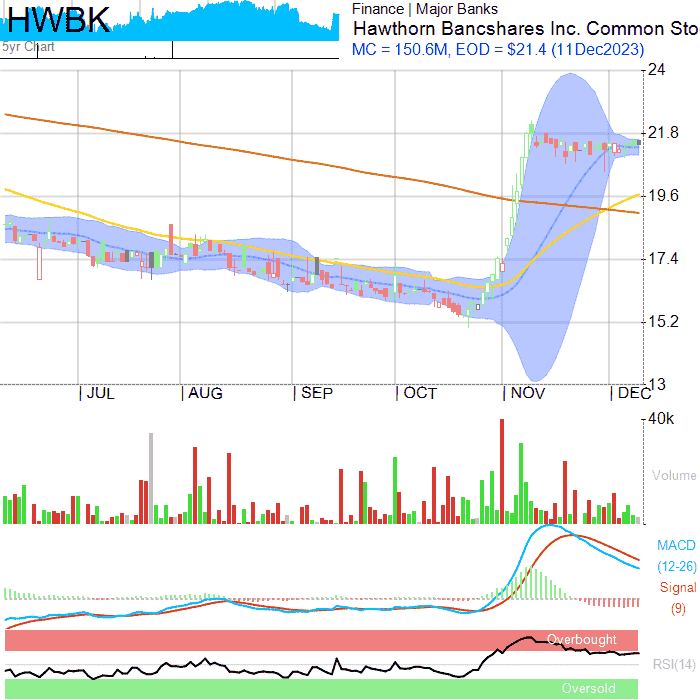 HWBK
Finance | Major Banks
Hawthorn Bancshares Inc. Common Sto
MC = 150.6M, EOD = $21.4 (11Dec2023)
5yr Chart
24
21.8
19.6
17.4
15.2
13
| JUL | AUG | SEP | OCT | NOV | DEC
40k
Volume
MACD
(12-26)
Signal
(9)
Overbought
RSI(14)
Oversold